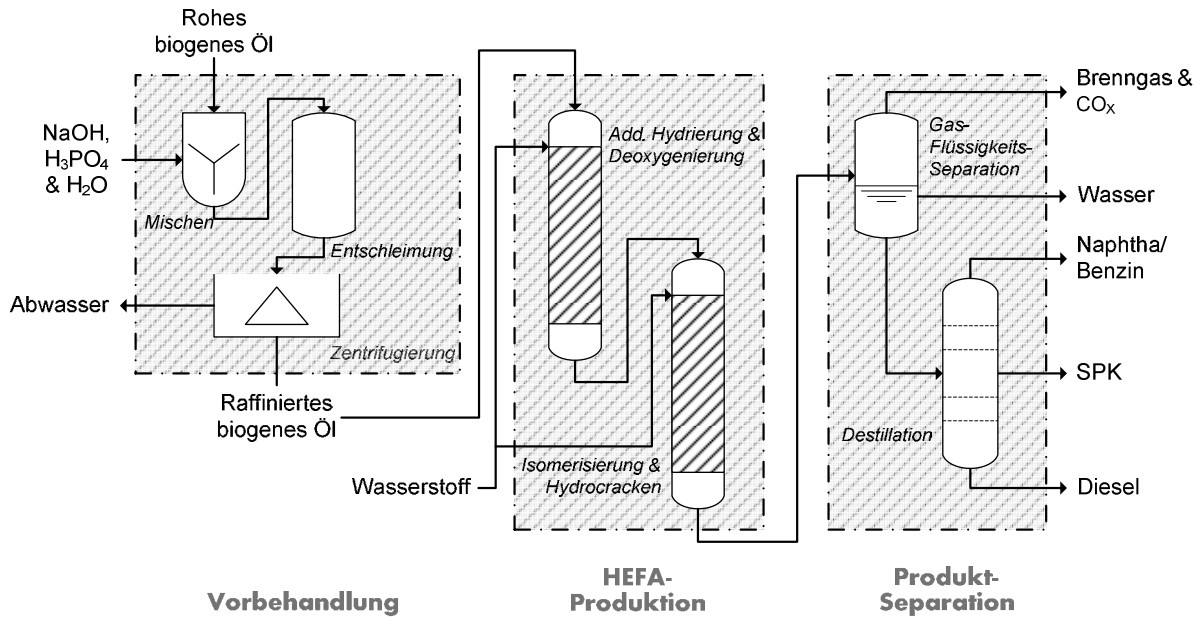 Rohes
biogenes Öl
NaOH,
H₃PO₄
& H₂O
Mischen
Entschleimung
Abwasser
Zentrifugierung
Raffiniertes
biogenes Öl
Wasserstoff
Add. Hydrierung &
Deoxygenierung
Isomerisierung &
Hydrocracken
Gas-
Flüssigkeits-
Separation
Destillation
Brenngas &
COₓ
Wasser
Naphtha/
Benzin
SPK
Diesel
Vorbehandlung
HEFA-
Produktion
Produkt-
Separation